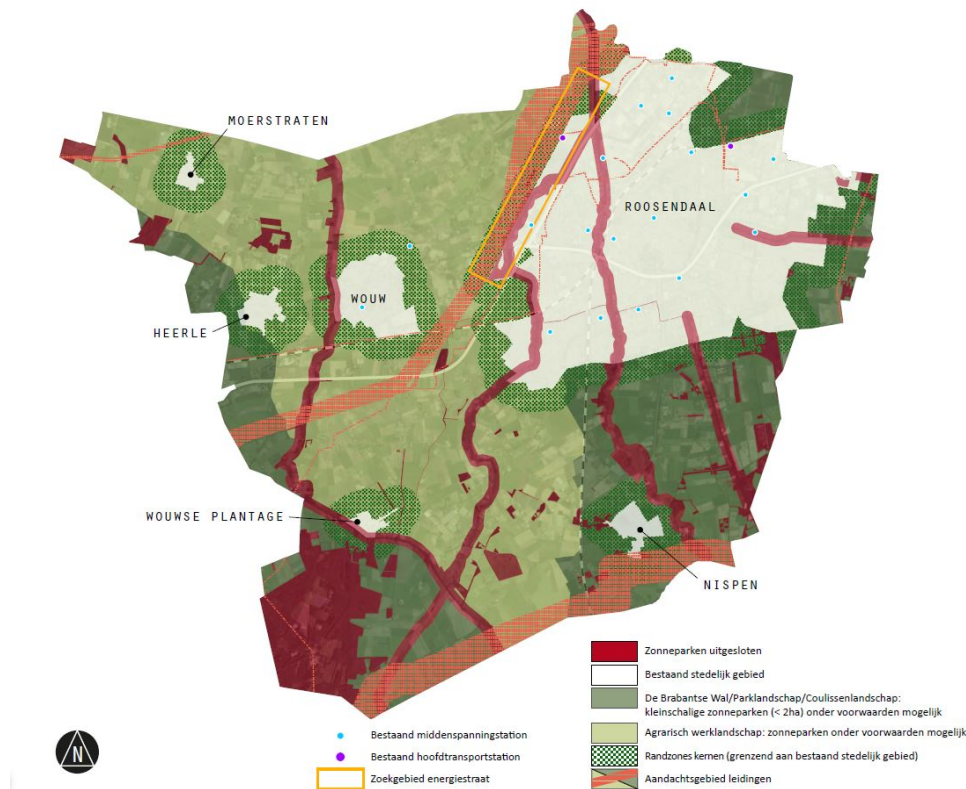 MOERSTRATEN
ROOSENDAAL
WOUW
HEERLE
WOUWSE PLANTAGE
NISPEN
N
Bestaand middenspanningstation
Bestaand hoofdtransportstation
Zoekgebied energiestraat
Zonneparken uitgesloten
Bestaand stedelijk gebied
De Brabantse Wal/Parklandschap/Coulissenlandschap:
kleinschalige zonneparken (< 2ha) onder voorwaarden mogelijk
Agrarisch werklandschap: zonneparken onder voorwaarden mogelijk
Randzones kernen (grenzend aan bestaand stedelijk gebied)
Aandachtsgebied leidingen